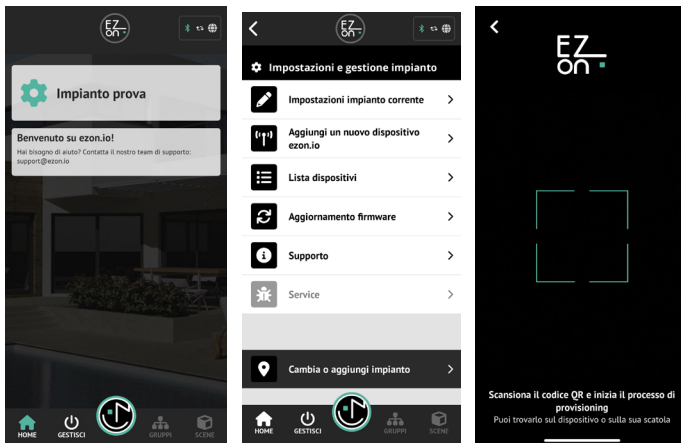 EZ
on
Impianto prova
Benvenuto su ezon.io!
Hai bisogno di aiuto? Contatta il nostro team di supporto:
support@ezon.io
HOME
GESTISCI
GRUPPI
SCENE
EZ
on
Impostazioni e gestione impianto
Impostazioni impianto corrente
Aggiungi un nuovo dispositivo
ezon.io
Lista dispositivi
Aggiornamento firmware
Supporto
Service
Cambia o aggiungi impianto
HOME
GESTISCI
GRUPPI
SCENE
EZ
on
Scansiona il codice QR e inizia il processo di
provisioning
Puoi trovarlo sul dispositivo o sulla sua scatola